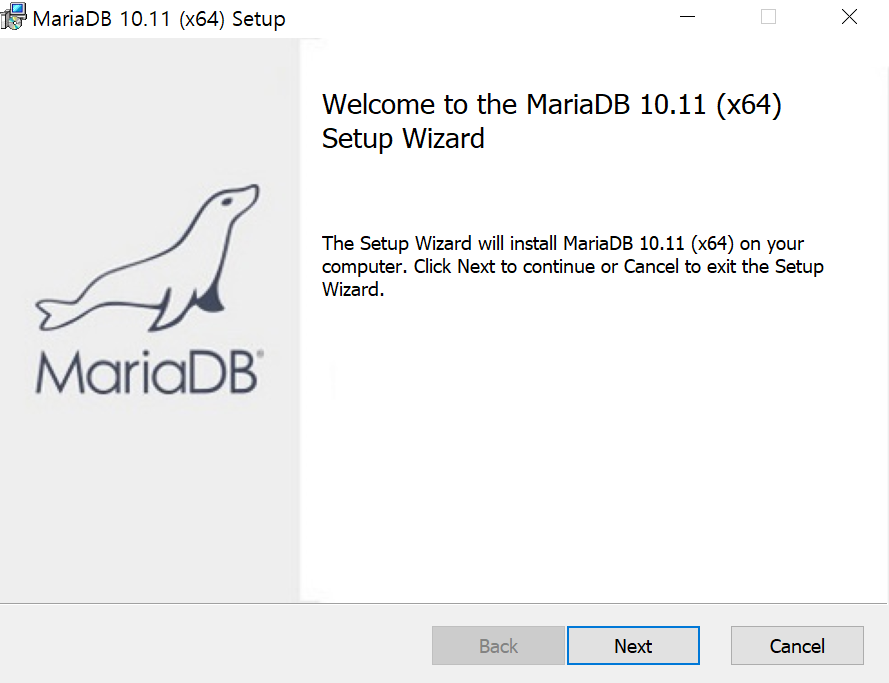 MariaDB 10.11 (x64) Setup
Welcome to the MariaDB 10.11 (x64)
Setup Wizard
The Setup Wizard will install MariaDB 10.11 (x64) on your
computer. Click Next to continue or Cancel to exit the Setup
Wizard.
MariaDB®
Back
Next
Cancel